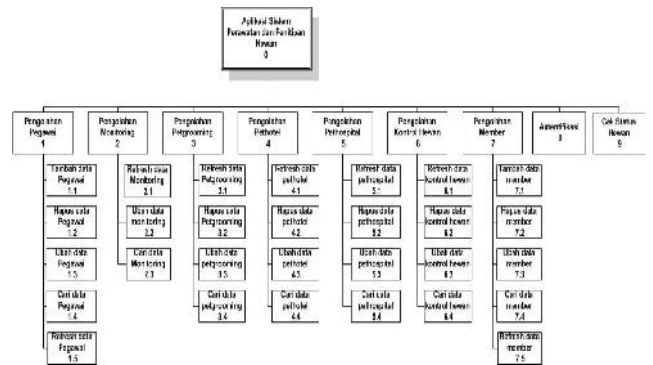 Aplikasi Sistem
Perawatan dan Penitipan
Hewan
0
Pengolahan
Pegawai
1
Pengolahan
Monitoring
2
Pengolahan
Petgrooming
3
Pengolahan
Pethotel
4
Pengolahan
Pethospital
5
Pengolahan
Kontrol Hewan
6
Pengolahan
Member
7
Autentifikasi
8
Cek Status
Hewan
9
Tambah data
Pegawai
1.1
Hapus data
Pegawai
1.2
Ubah data
Pegawai
1.3
Cari data
Pegawai
1.4
Refresh data
Pegawai
1.5
Refresh data
Monitoring
2.1
Ubah data
monitoring
2.2
Cari data
Monitoring
2.3
Refresh data
Petgrooming
3.1
Hapus data
Petgrooming
3.2
Ubah data
petgrooming
3.3
Cari data
petgrooming
3.4
Refresh data
pethotel
4.1
Hapus data
pethotel
4.2
Ubah data
pethotel
4.3
Cari data
pethotel
4.4
Refresh data
pethospital
5.1
Hapus data
pethospital
5.2
Ubah data
pethospital
5.3
Cari data
pethospital
5.4
Refresh data
kontrol hewan
6.1
Hapus data
kontrol hewan
6.2
Ubah data
kontrol hewan
6.3
Cari data
kontrol hewan
6.4
Tambah data
member
7.1
Hapus data
member
7.2
Ubah data
member
7.3
Cari data
member
7.4
Refresh data
member
7.5